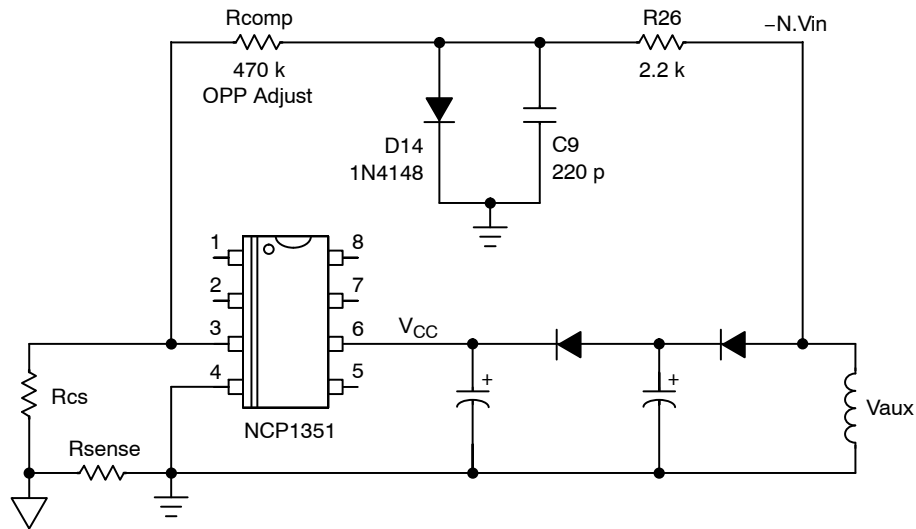 Rcomp
470 k
OPP Adjust
R26
2.2 k
−N.Vin
D14
1N4148
C9
220 p
1
8
2
7
3
6
4
5
VCC
+
+
Rcs
Rsense
NCP1351
Vaux